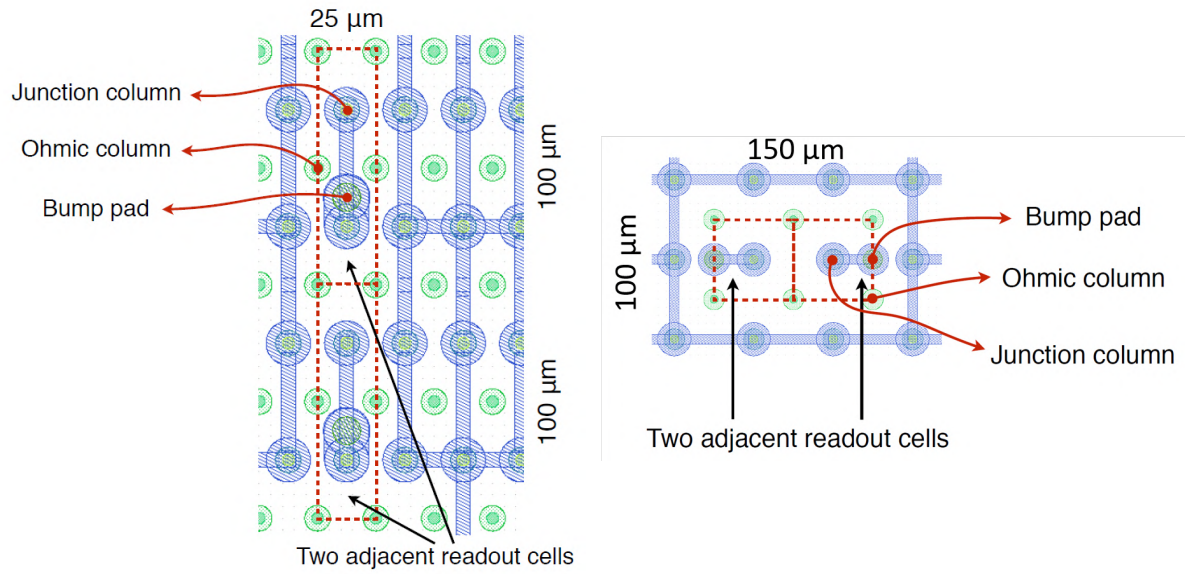 25 µm
Junction column
Ohmic column
Bump pad
100 µm
100 µm
Two adjacent readout cells
150 µm
100 µm
Bump pad
Ohmic column
Junction column
Two adjacent readout cells